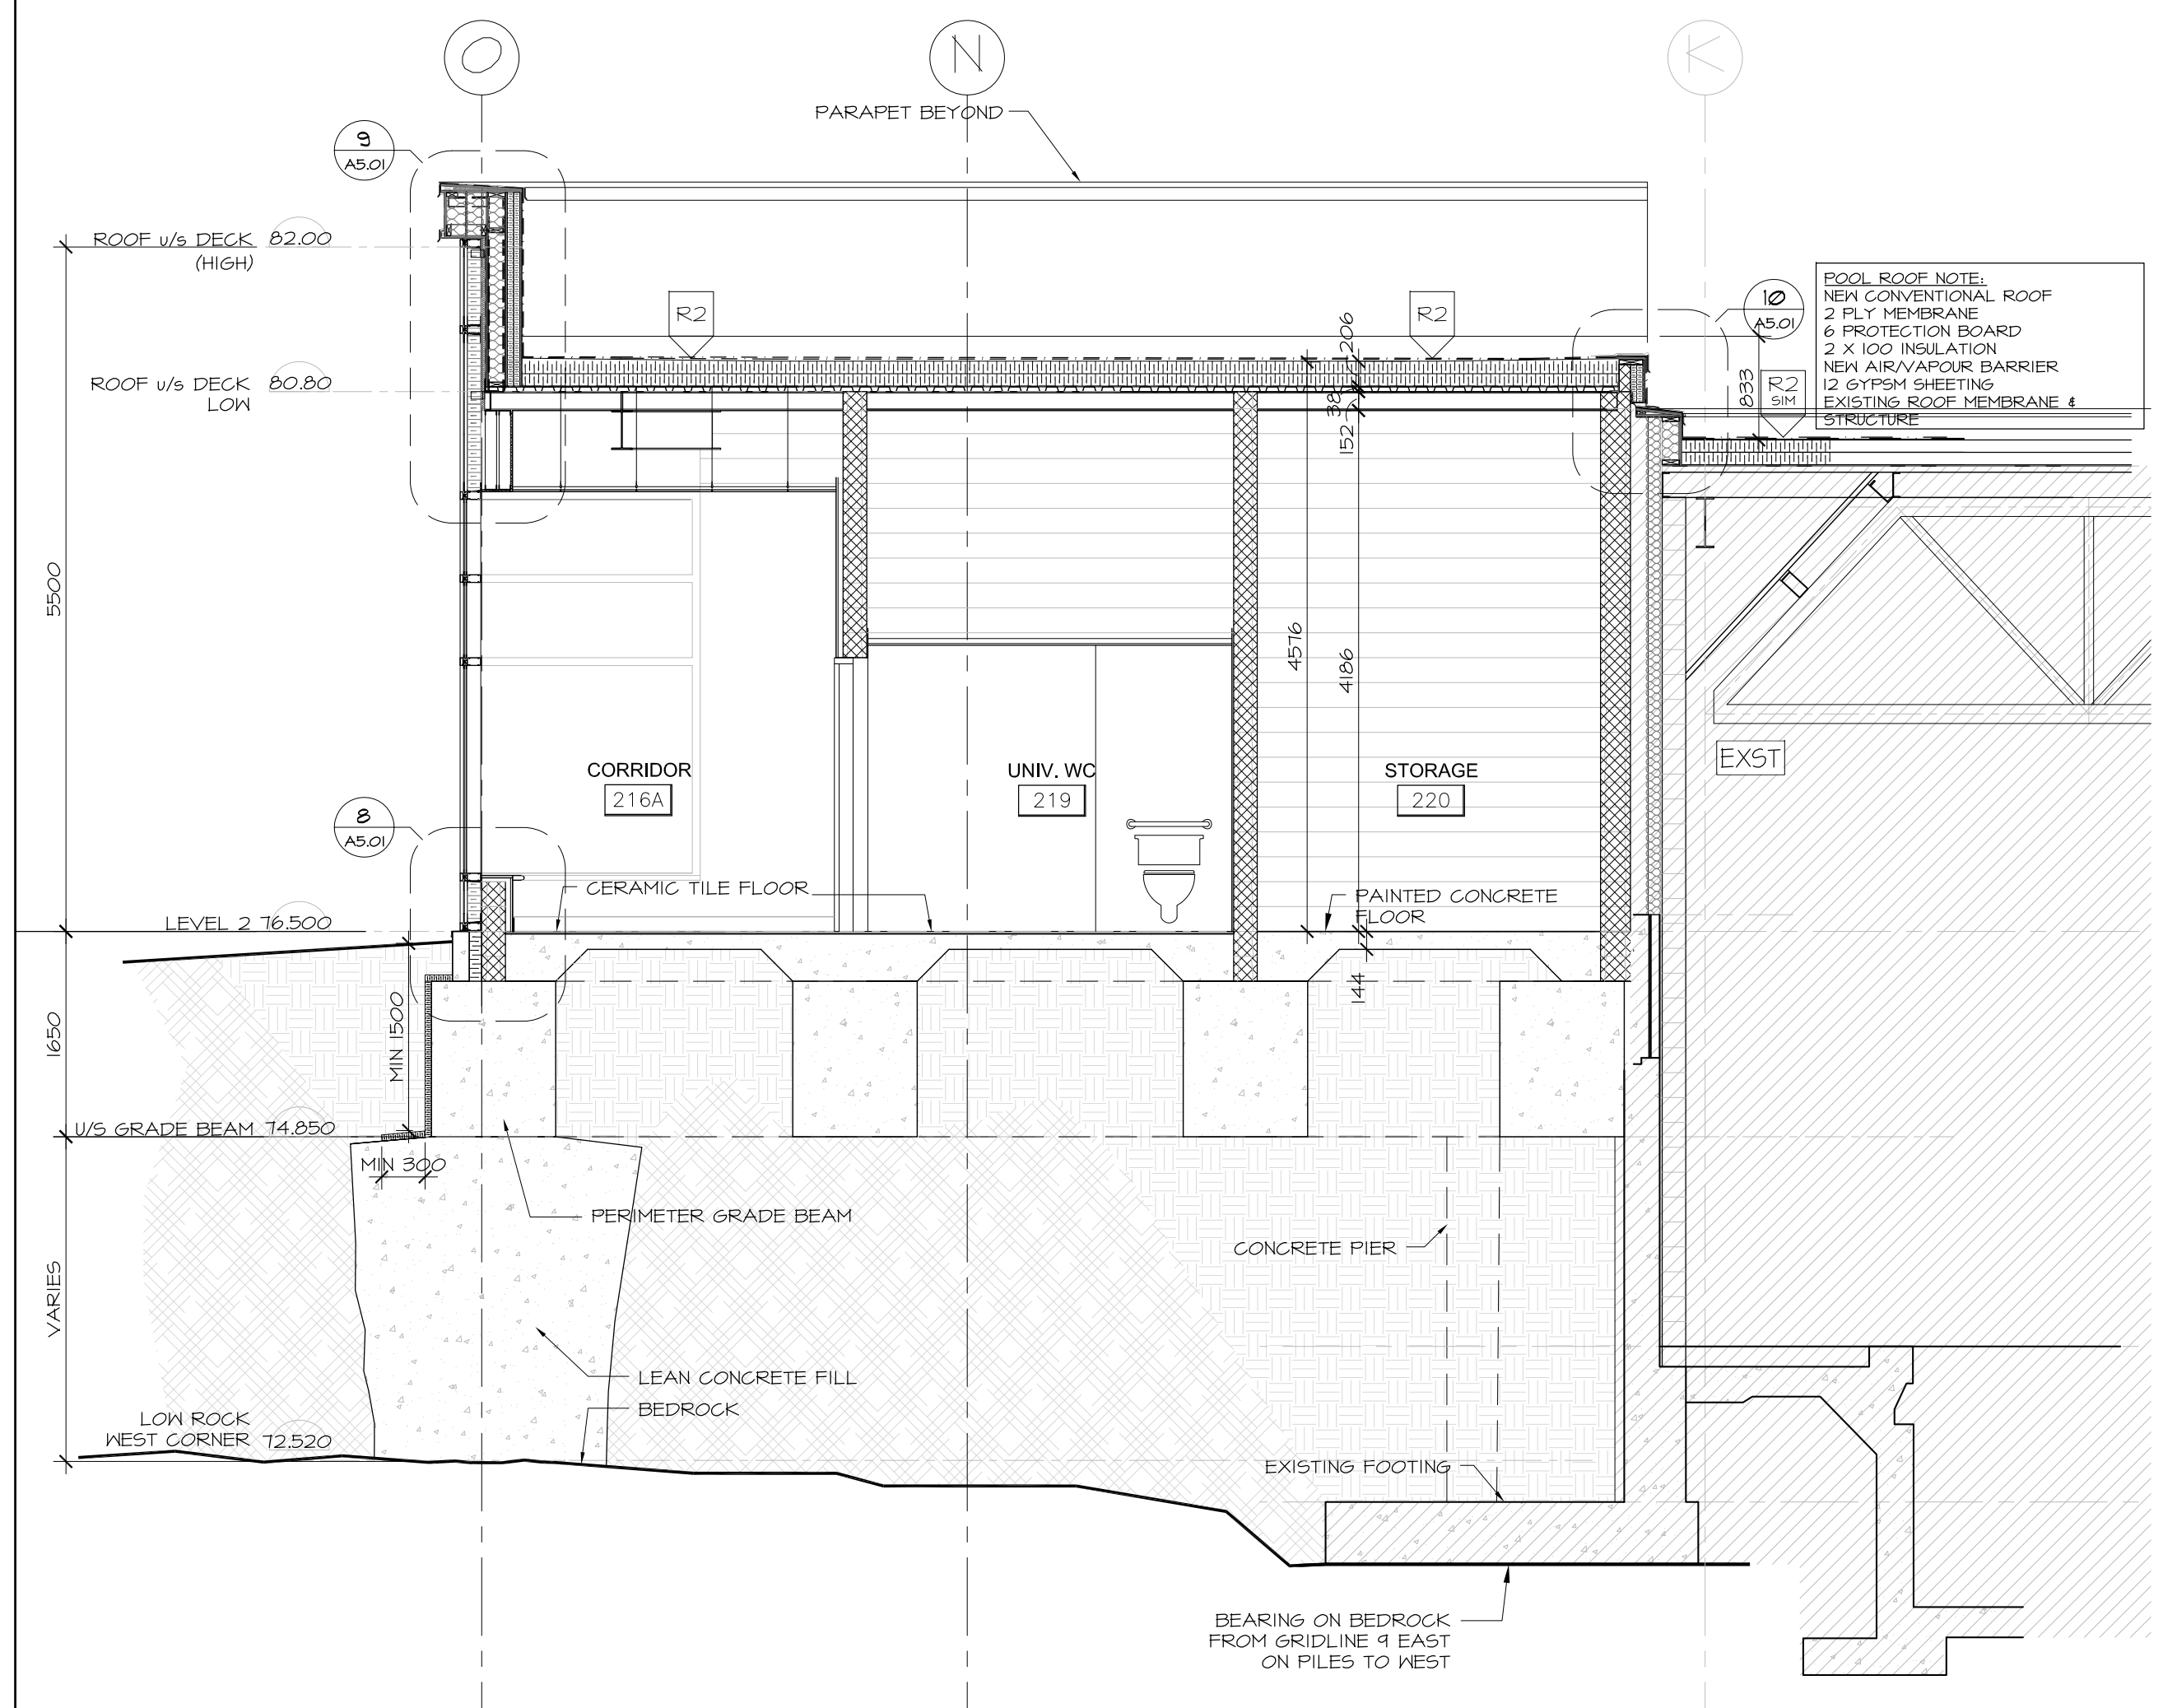 O
N
K
PARAPET BEYOND
9
A5.01
ROOF u/s DECK 82.00
(HIGH)
R2
R2
10
A5.01
POOL ROOF NOTE:
NEW CONVENTIONAL ROOF
2 PLY MEMBRANE
6 PROTECTION BOARD
2 X 100 INSULATION
NEW AIR/VAPOUR BARRIER
12 GYPSM SHEETING
EXISTING ROOF MEMBRANE &
STRUCTURE
206
ROOF u/s DECK 80.80
LOW
38
152
833
R2
SIM
5500
4576
4186
EXST
CORRIDOR
216A
UNIV. WC
219
STORAGE
220
8
A5.01
CERAMIC TILE FLOOR
PAINTED CONCRETE
FLOOR
LEVEL 2 76.500
144
1650
MIN 1500
U/S GRADE BEAM 74.850
MIN 300
PERIMETER GRADE BEAM
CONCRETE PIER
VARIES
LEAN CONCRETE FILL
BEDROCK
LOW ROCK
WEST CORNER 72.520
EXISTING FOOTING
BEARING ON BEDROCK
FROM GRIDLINE 9 EAST
ON PILES TO WEST